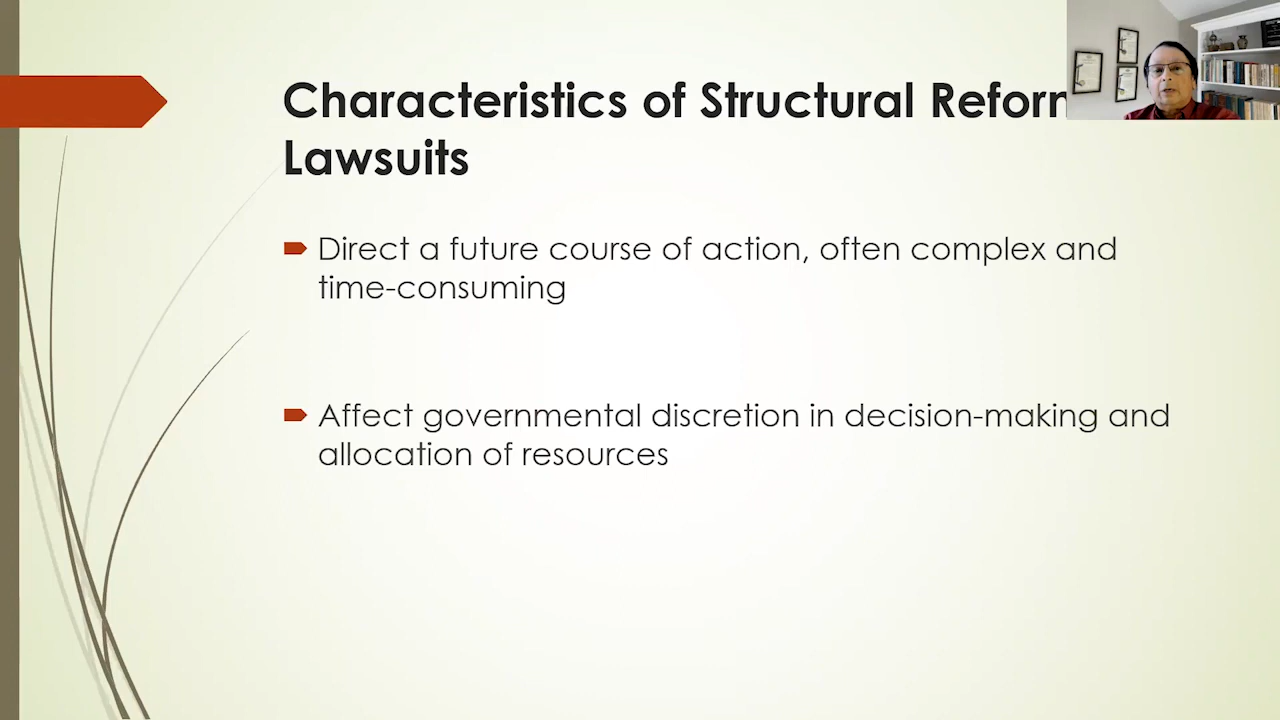 Characteristics of Structural Reform
Lawsuits
Direct a future course of action, often complex and
time-consuming
Affect governmental discretion in decision-making and
allocation of resources